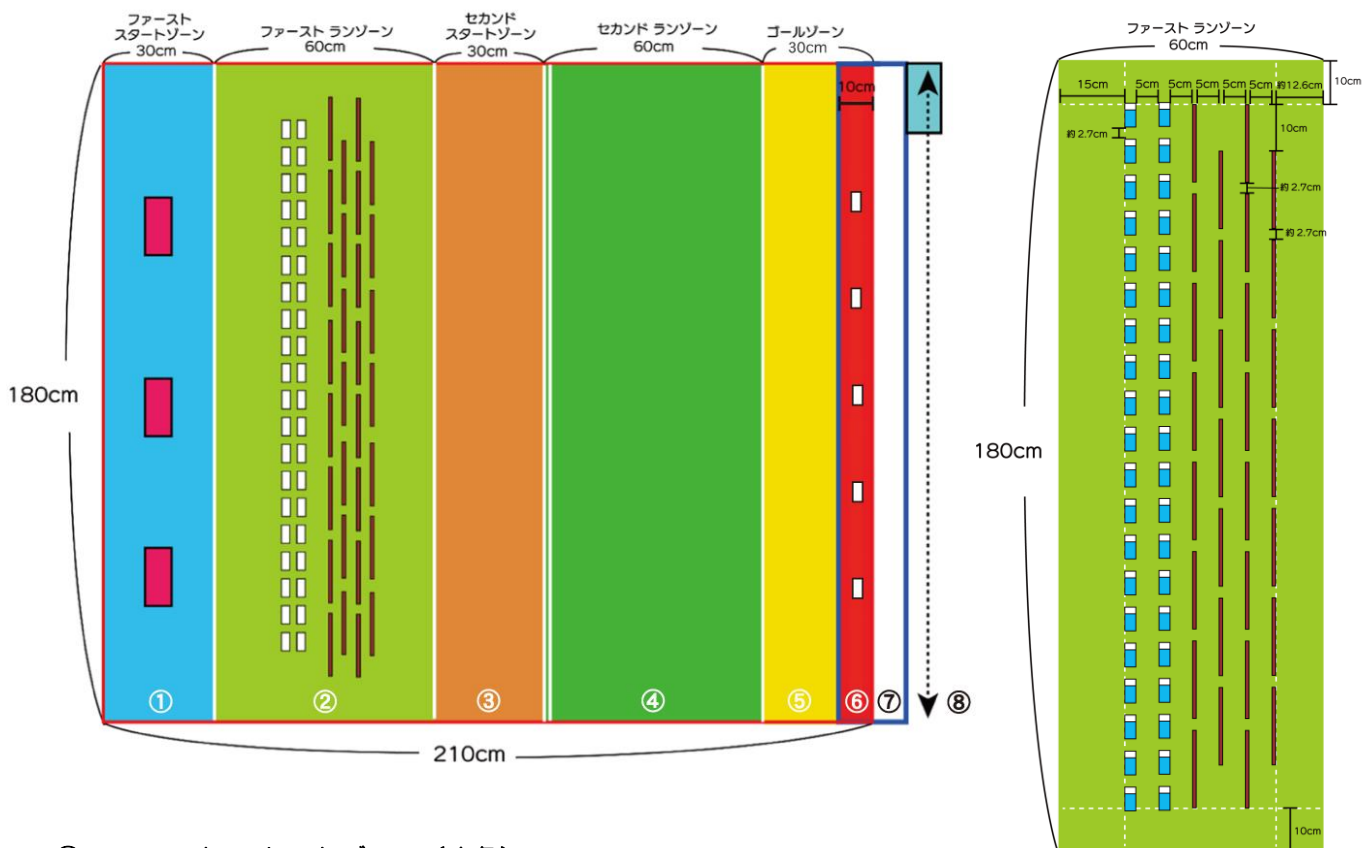 ファースト
スタートゾーン
30cm
ファースト ランゾーン
60cm
セカンド
スタートゾーン
30cm
セカンド ランゾーン
60cm
ゴールゾーン
30cm
10cm
180cm
① ② ③ ④ ⑤ ⑥ ⑦ ⑧
210cm
ファースト ランゾーン
60cm
10cm
15cm 5cm 5cm 5cm 5cm 5cm 約12.6cm
約 2.7cm
10cm
約 2.7cm
約 2.7cm
180cm
10cm